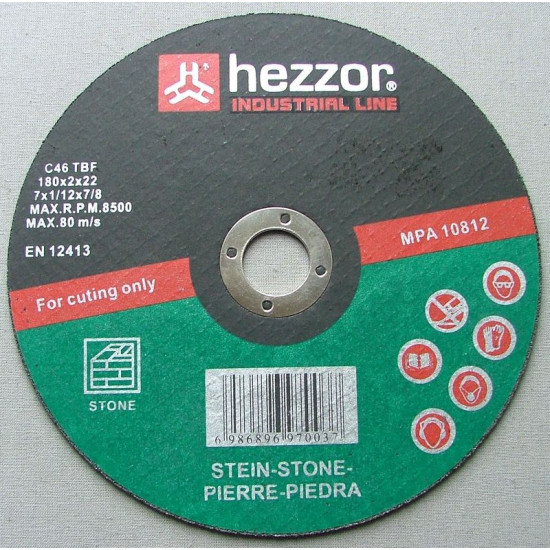 hezzor®
INDUSTRIAL LINE
C46 TBF
180x2x22
7x1/12x7/8
MAX.R.P.M.8500
MAX.80 m/s
EN 12413
MPA 10812
For cuting only
STONE
6 986896 970037
STEIN-STONE-
PIERRE-PIEDRA